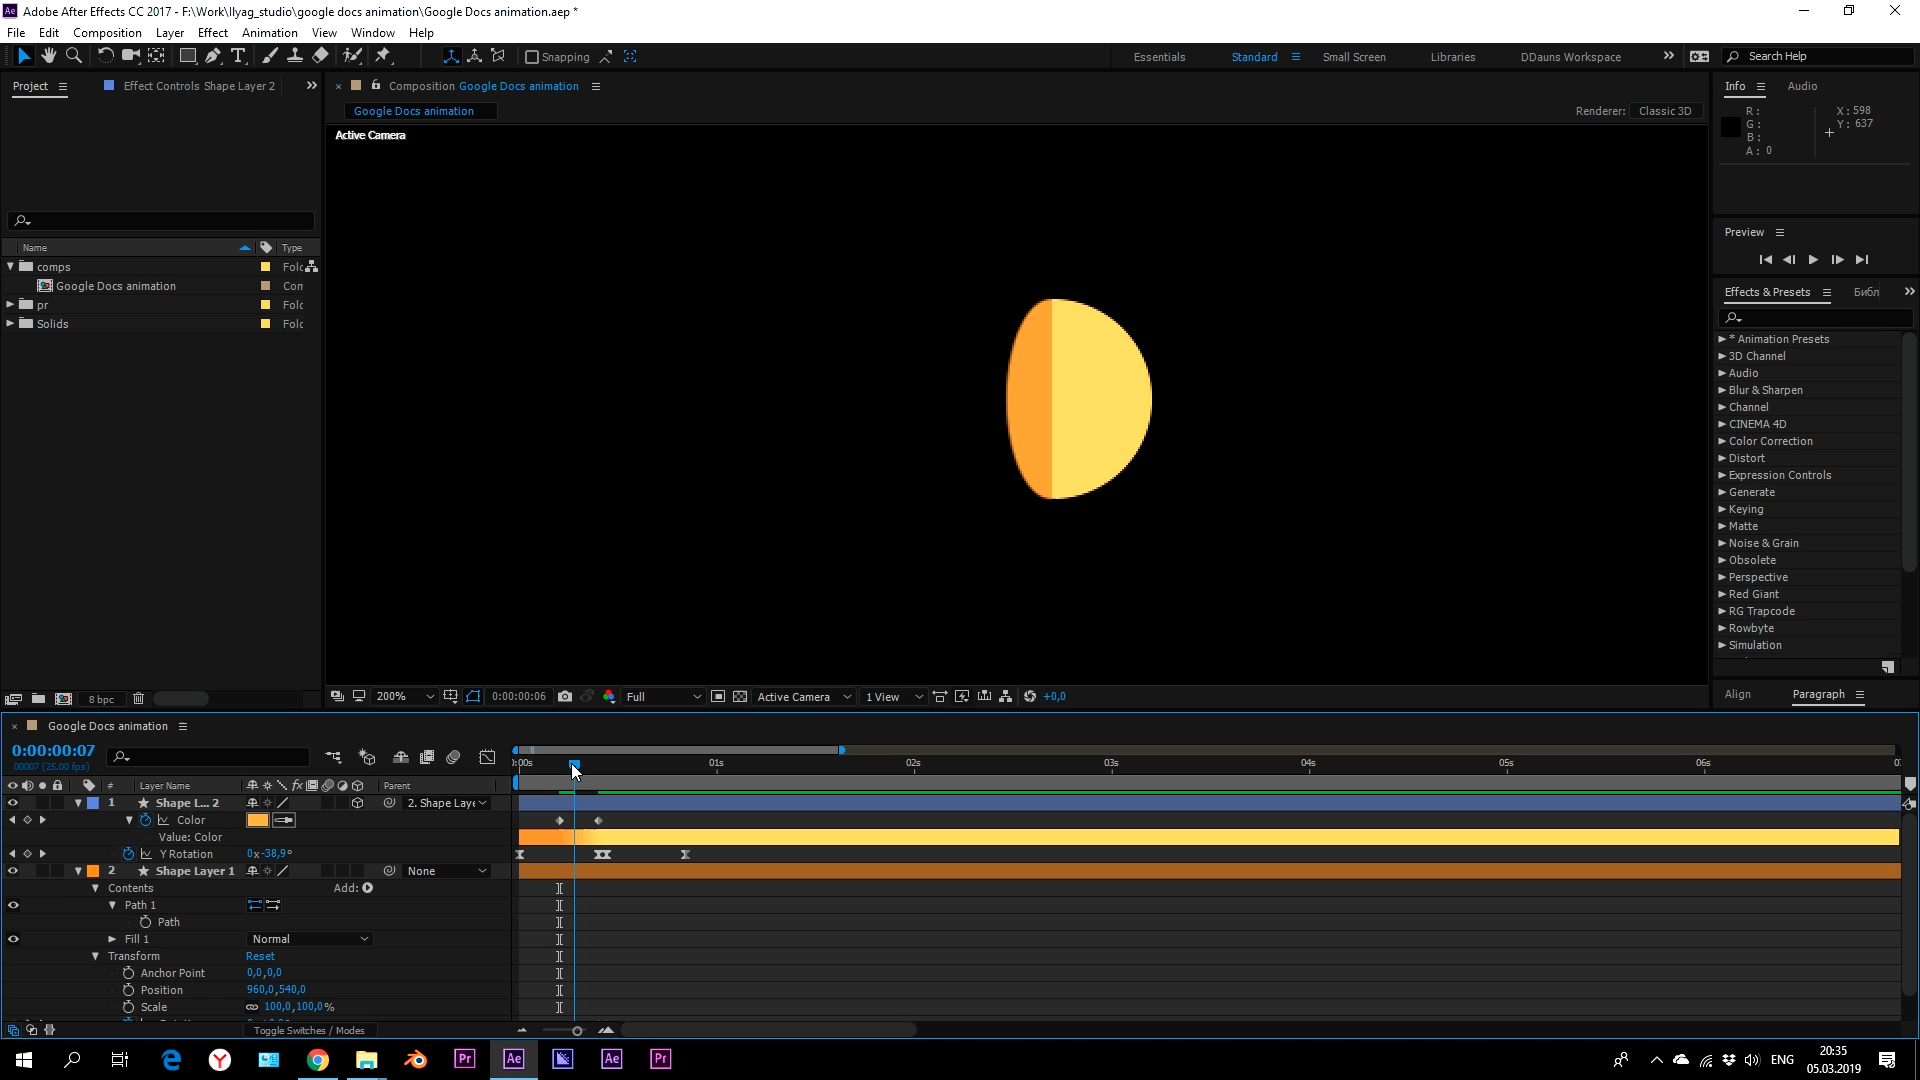 Adobe After Effects CC 2017 - F:\Work\Ilyag_studio\google docs animation\Google Docs animation.aep *
File Edit Composition Layer Effect Animation View Window Help
Snapping
Essentials Standard Small Screen Libraries DDauns Workspace
Search Help
Project Effect Controls Shape Layer 2
Composition Google Docs animation
Info Audio
Google Docs animation
Renderer: Classic 3D
Active Camera
R:
G:
B:
A: 0
X: 598
Y: 637
Preview
Name Type
comps Folc
Google Docs animation Con
pr Folc
Solids Folc
Effects & Presets Библ
* Animation Presets
3D Channel
Audio
Blur & Sharpen
Channel
CINEMA 4D
Color Correction
Distort
Expression Controls
Generate
Keying
Matte
Noise & Grain
Obsolete
Perspective
Red Giant
RG Trapcode
Rowbyte
Simulation
8 bpc
200% 0:00:00:06 Full Active Camera 1 View +0,0
Align Paragraph
Google Docs animation
0:00:00:07
00007 (25.00 fps)
):00s 01s 02s 03s 04s 05s 06s 0
# Layer Name Parent
1 Shape L... 2 2. Shape Laye
Color
Value: Color
Y Rotation 0x-38,9°
2 Shape Layer 1 None
Contents Add:
Path 1
Path
Fill 1 Normal
Transform Reset
Anchor Point 0,0,0,0
Position 960,0,540,0
Scale 100,0,100,0%
Toggle Switches / Modes
ENG
20:35
05.03.2019